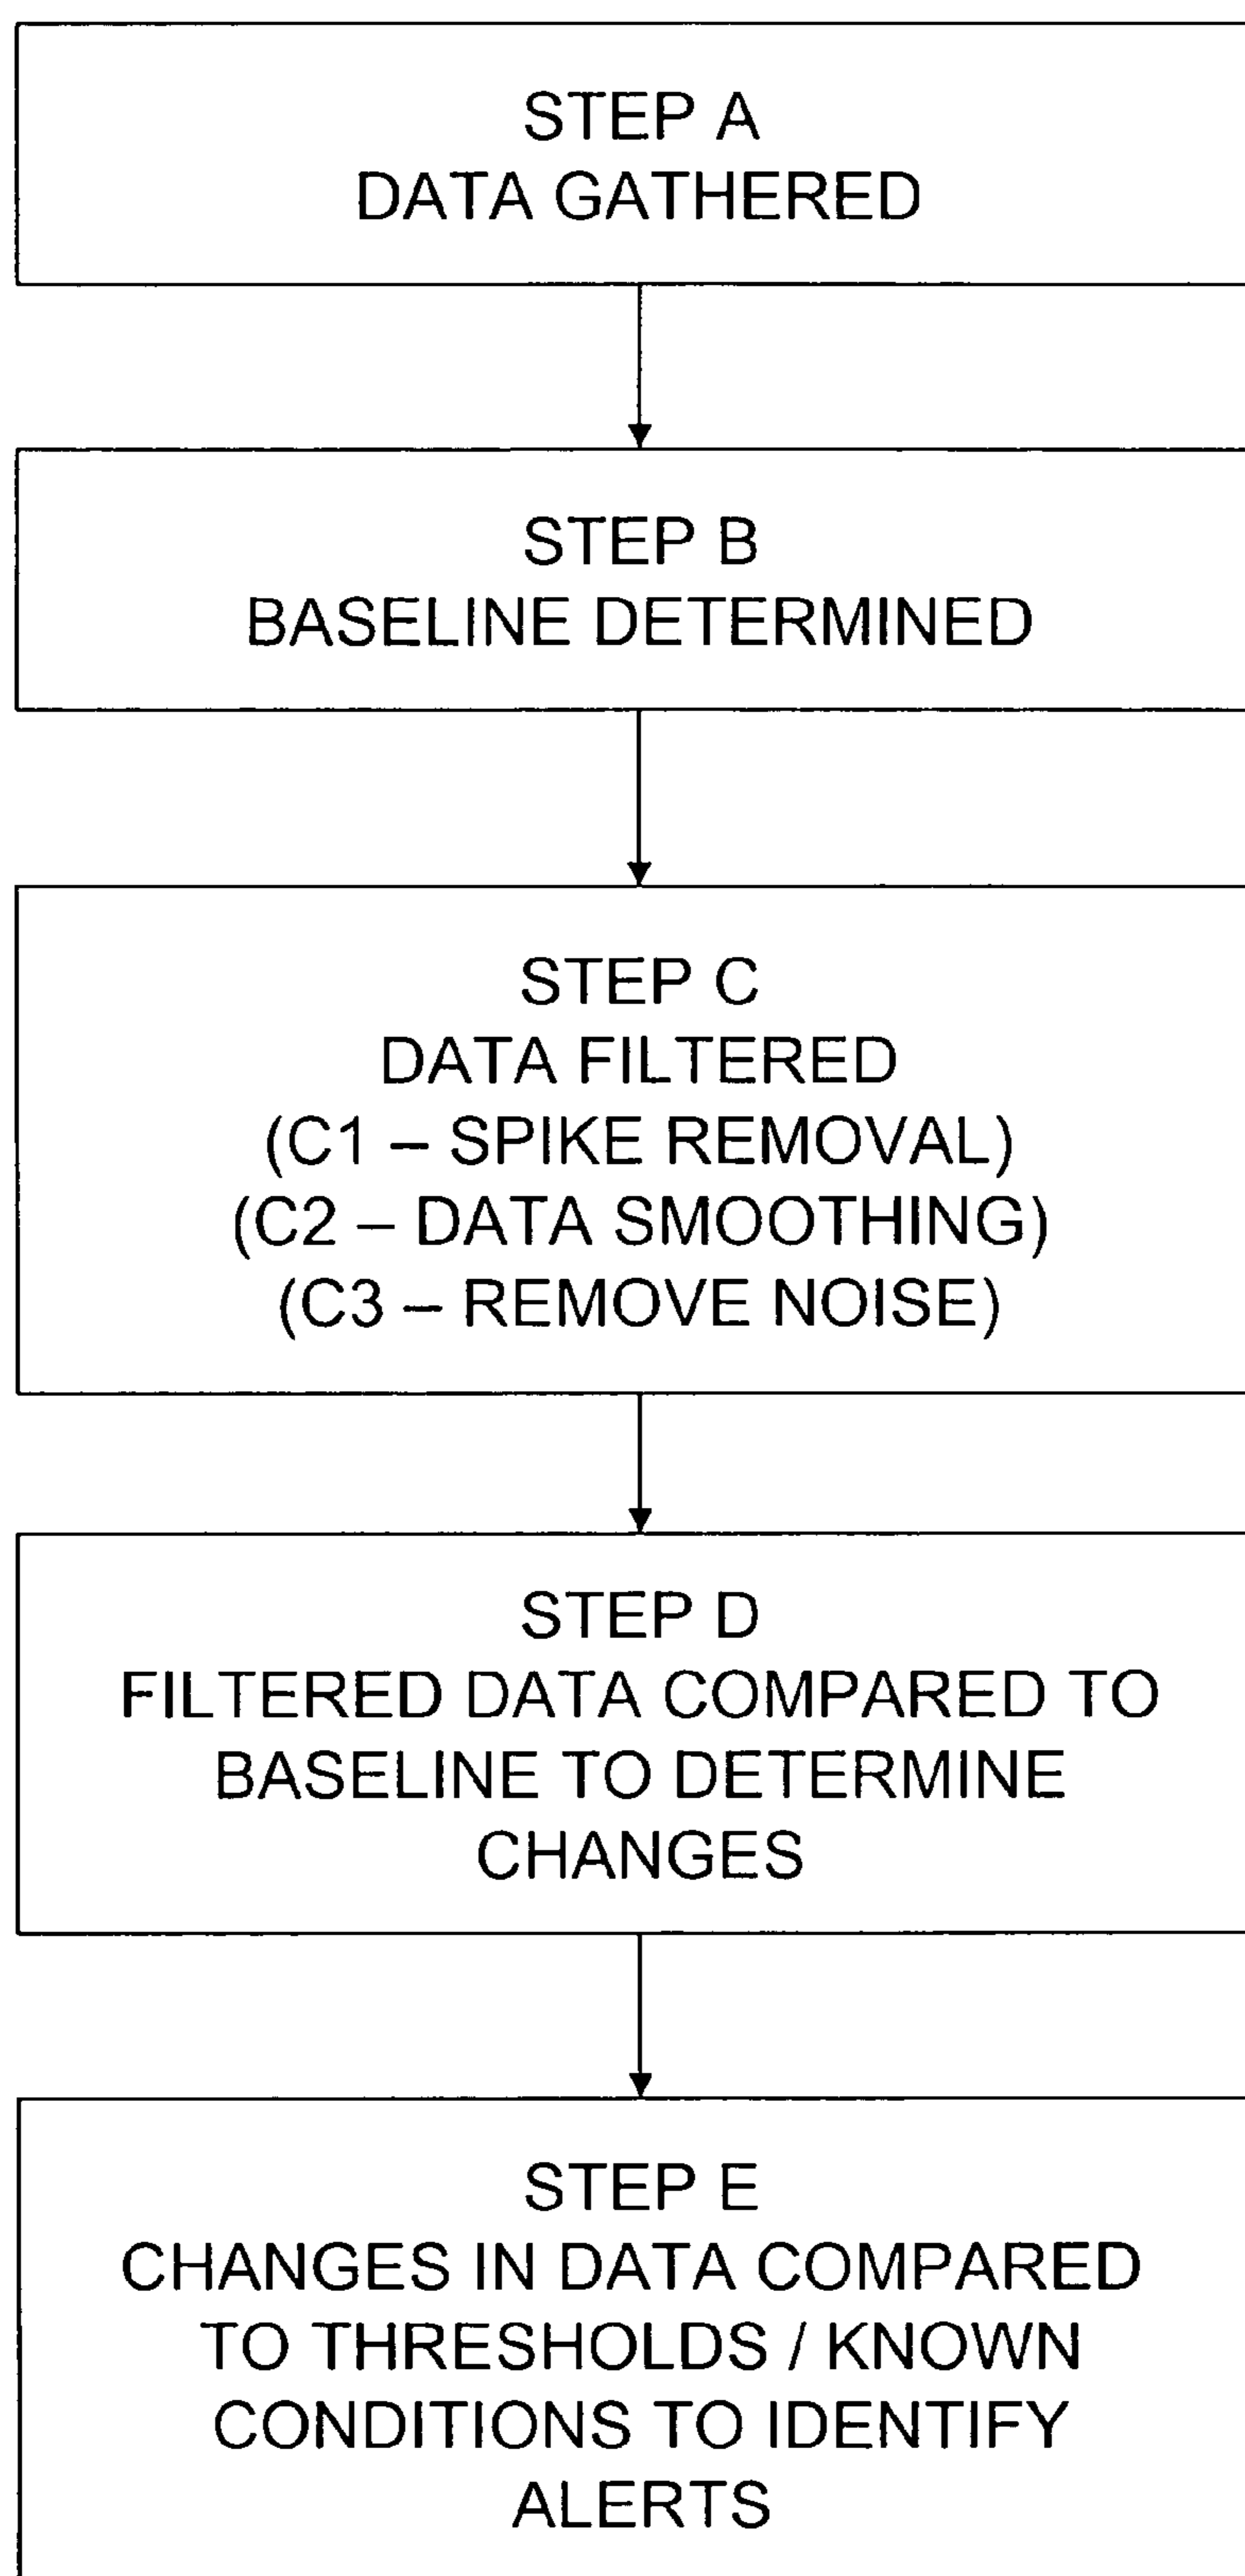 STEP A
DATA GATHERED
STEP B
BASELINE DETERMINED
STEP C
DATA FILTERED
(C1 – SPIKE REMOVAL)
(C2 – DATA SMOOTHING)
(C3 – REMOVE NOISE)
STEP D
FILTERED DATA COMPARED TO
BASELINE TO DETERMINE
CHANGES
STEP E
CHANGES IN DATA COMPARED
TO THRESHOLDS / KNOWN
CONDITIONS TO IDENTIFY
ALERTS